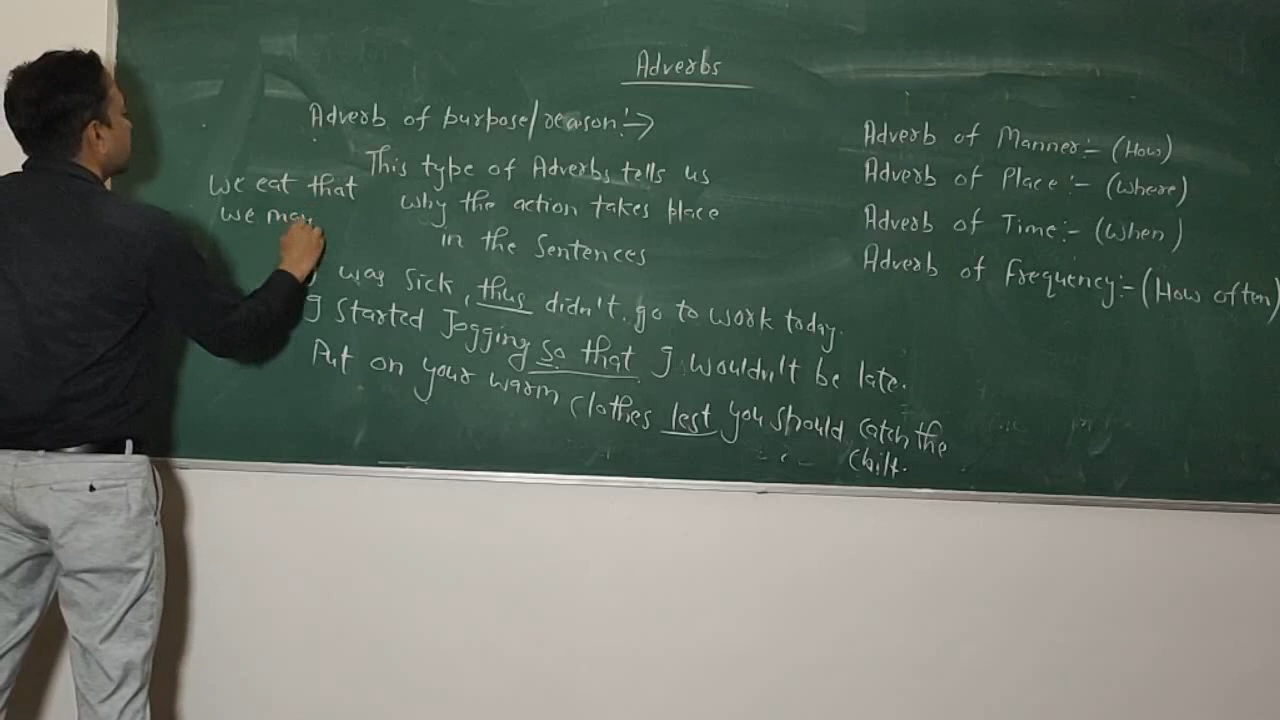 Adverbs
Adverb of purpose/reason:→
This type of Adverbs tells us
why the action takes place
in the Sentences
We eat that
we may
I was Sick, thus didn't go to work today.
I Started Jogging so that I wouldn't be late.
Put on your warm clothes lest you should catch the
chill.
Adverb of Manner:- (How)
Adverb of Place:- (Where)
Adverb of Time:- (When)
Adverb of Frequency:- (How often)